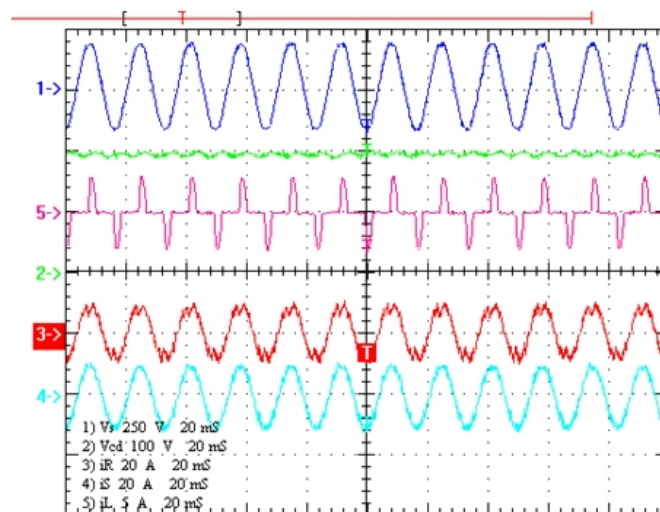 [ T ]
1->
T
5->
T
2->
3->
T
4->
1) Vs 250 V 20 mS
2) Vcd 100 V 20 mS
3) iR 20 A 20 mS
4) iS 20 A 20 mS
5) iL 5 A 20 mS